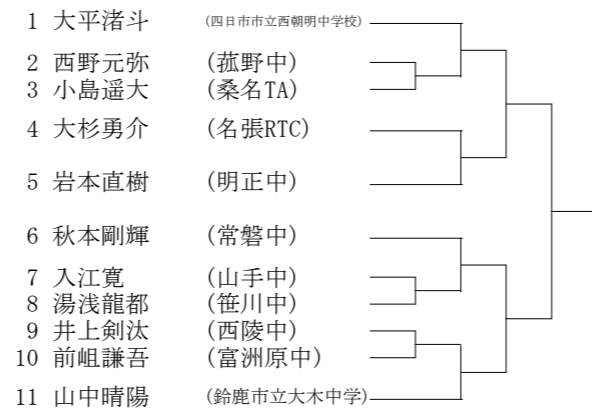 1 大平渚斗 (四日市市立西朝明中学校)
2 西野元弥 (菰野中)
3 小島遥大 (桑名TA)
4 大杉勇介 (名張RTC)
5 岩本直樹 (明正中)
6 秋本剛輝 (常磐中)
7 入江寛 (山手中)
8 湯浅龍都 (笹川中)
9 井上剣汰 (西陵中)
10 前岨謙吾 (富洲原中)
11 山中晴陽 (鈴鹿市立大木中学)